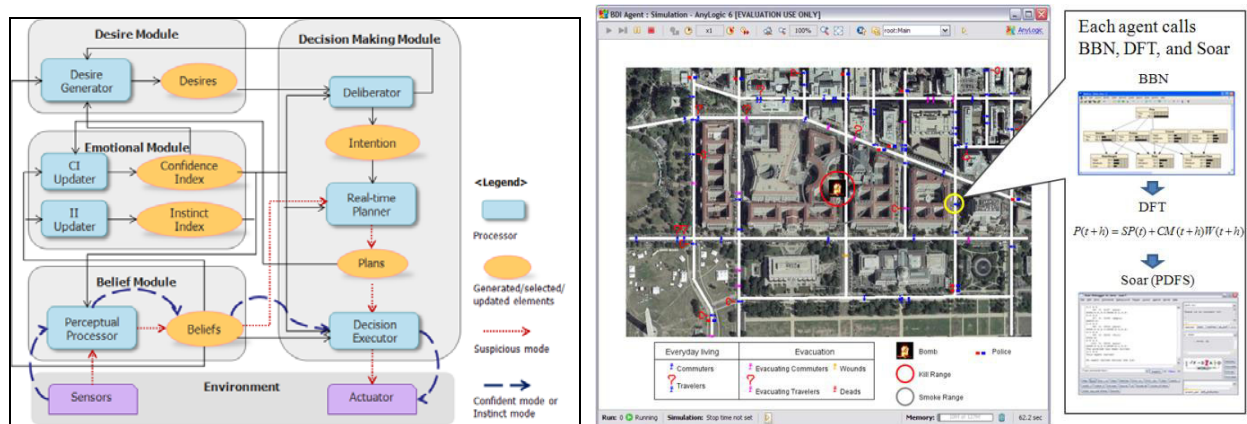 Desire Module
Decision Making Module
Desire
Generator
Desires
Deliberator
Intention
Emotional Module
CI
Updater
Confidence
Index
II
Updater
Instinct
Index
Real-time
Planner
Plans
Belief Module
Perceptual
Processor
Beliefs
Decision
Executor
Environment
Sensors
Actuator
<Legend>
Processor
Generated/selected/
updated elements
Suspicious mode
Confident mode or
Instinct mode
BDI Agent : Simulation - AnyLogic 6 [EVALUATION USE ONLY]
x1
100%
root:Main
AnyLogic
Everyday living
Commuters
Travelers
Evacuation
Evacuating Commuters
Wounds
Evacuating Travelers
Deads
Bomb
Police
Kill Range
Smoke Range
Run: 0
Running
Simulation: Stop time not set
Memory:
62.2 sec
Each agent calls
BBN, DFT, and Soar
BBN
DFT
P(t+h) = SP(t)+CM(t+h)W(t+h)
Soar (PDFS)